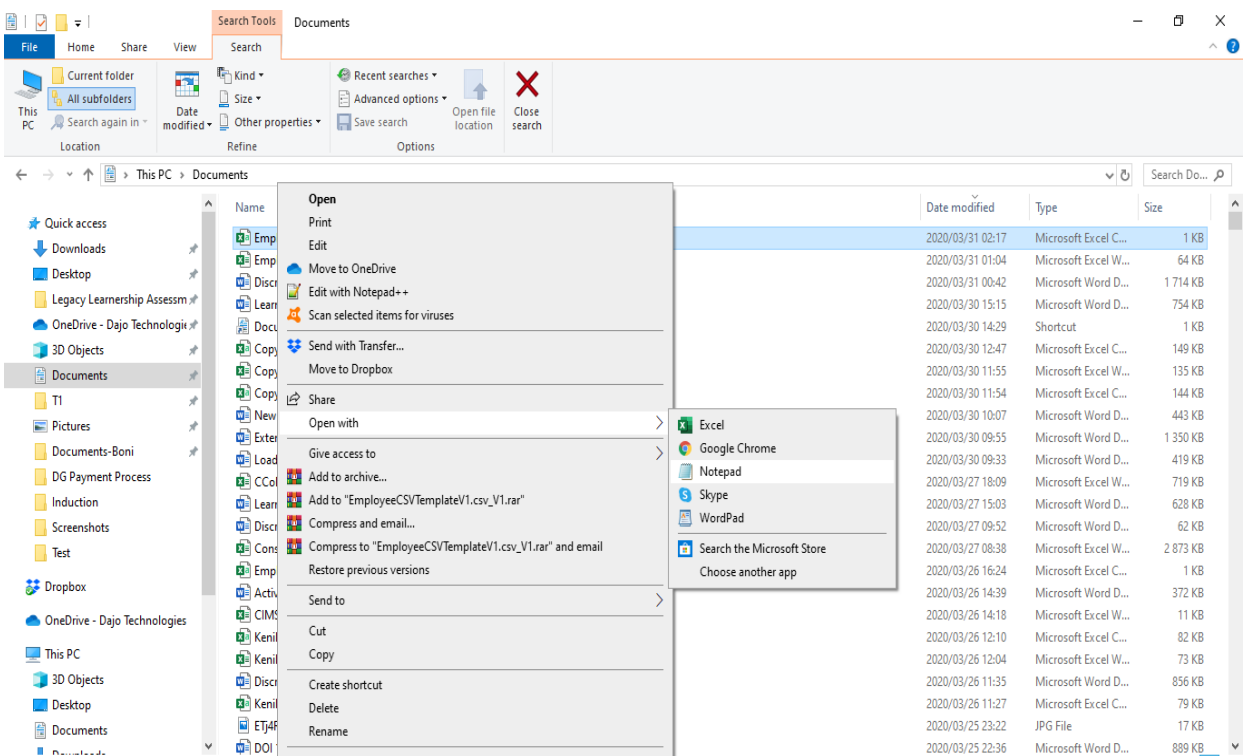 Search Tools
Documents
File
Home
Share
View
Search
This PC
Current folder
All subfolders
Search again in
Location
Date modified
Kind
Size
Other properties
Refine
Recent searches
Advanced options
Save search
Open file location
Options
Close search
This PC > Documents
Search Do...
Quick access
Downloads
Desktop
Legacy Learnership Assessm
OneDrive - Dajo Technologie
3D Objects
Documents
T1
Pictures
Documents-Boni
DG Payment Process
Induction
Screenshots
Test
Dropbox
OneDrive - Dajo Technologies
This PC
3D Objects
Desktop
Documents
Downloads
Name
Date modified
Type
Size
Emp 2020/03/31 02:17 Microsoft Excel C... 1 KB
Emp 2020/03/31 01:04 Microsoft Excel W... 64 KB
Discr 2020/03/31 00:42 Microsoft Word D... 1 714 KB
Learn 2020/03/30 15:15 Microsoft Word D... 754 KB
Docu 2020/03/30 14:29 Shortcut 1 KB
Copy 2020/03/30 12:47 Microsoft Excel C... 149 KB
Copy 2020/03/30 11:55 Microsoft Excel W... 135 KB
Copy 2020/03/30 11:54 Microsoft Excel C... 144 KB
New 2020/03/30 10:07 Microsoft Word D... 443 KB
Exter 2020/03/30 09:55 Microsoft Word D... 1 350 KB
Load 2020/03/30 09:33 Microsoft Word D... 419 KB
CCol 2020/03/27 18:09 Microsoft Excel W... 719 KB
Learn 2020/03/27 15:03 Microsoft Word D... 628 KB
Discr 2020/03/27 09:52 Microsoft Word D... 62 KB
Cons 2020/03/27 08:38 Microsoft Excel W... 2 873 KB
Emp 2020/03/26 16:24 Microsoft Excel C... 1 KB
Activ 2020/03/26 14:39 Microsoft Word D... 372 KB
CIMS 2020/03/26 14:18 Microsoft Excel W... 11 KB
Kenil 2020/03/26 12:10 Microsoft Excel C... 82 KB
Kenil 2020/03/26 12:04 Microsoft Excel W... 73 KB
Discr 2020/03/26 11:35 Microsoft Word D... 856 KB
Kenil 2020/03/26 11:27 Microsoft Excel C... 79 KB
ETj4F 2020/03/25 23:22 JPG File 17 KB
DOI 2020/03/25 22:36 Microsoft Word D... 889 KB
Open
Print
Edit
Move to OneDrive
Edit with Notepad++
Scan selected items for viruses
Send with Transfer...
Move to Dropbox
Share
Open with
Give access to
Add to archive...
Add to "EmployeeCSVTemplateV1.csv_V1.rar"
Compress and email...
Compress to "EmployeeCSVTemplateV1.csv_V1.rar" and email
Restore previous versions
Send to
Cut
Copy
Create shortcut
Delete
Rename
Excel
Google Chrome
Notepad
Skype
WordPad
Search the Microsoft Store
Choose another app